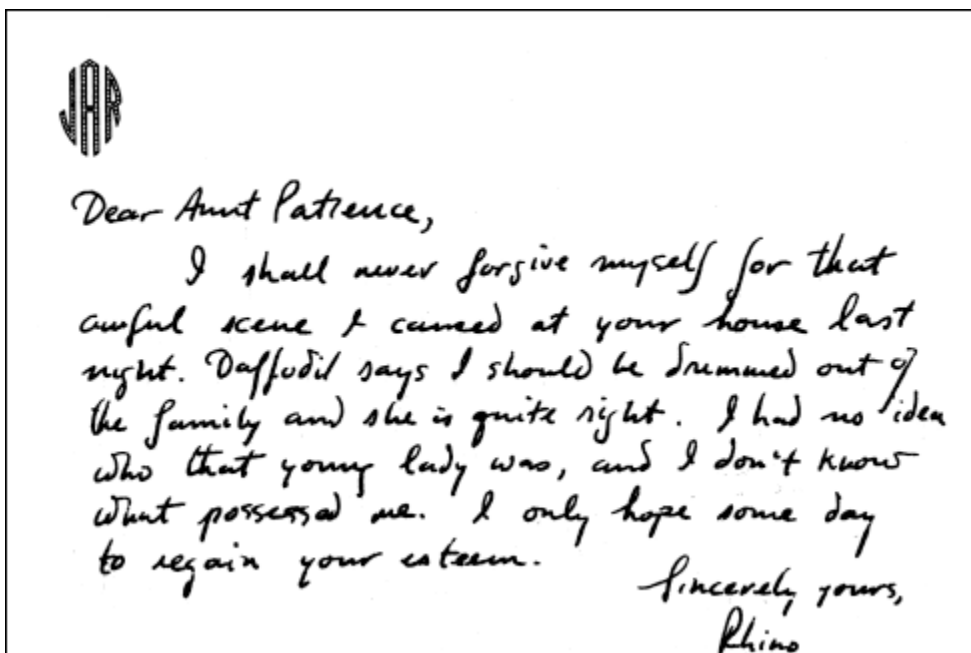 JAR
Dear Aunt Patience,
I shall never forgive myself for that
awful scene I caused at your house last
night. Daffodil says I should be drummed out of
the family and she is quite right. I had no idea
who that young lady was, and I don't know
what possessed me. I only hope some day
to regain your esteem.
Sincerely yours,
Rhino